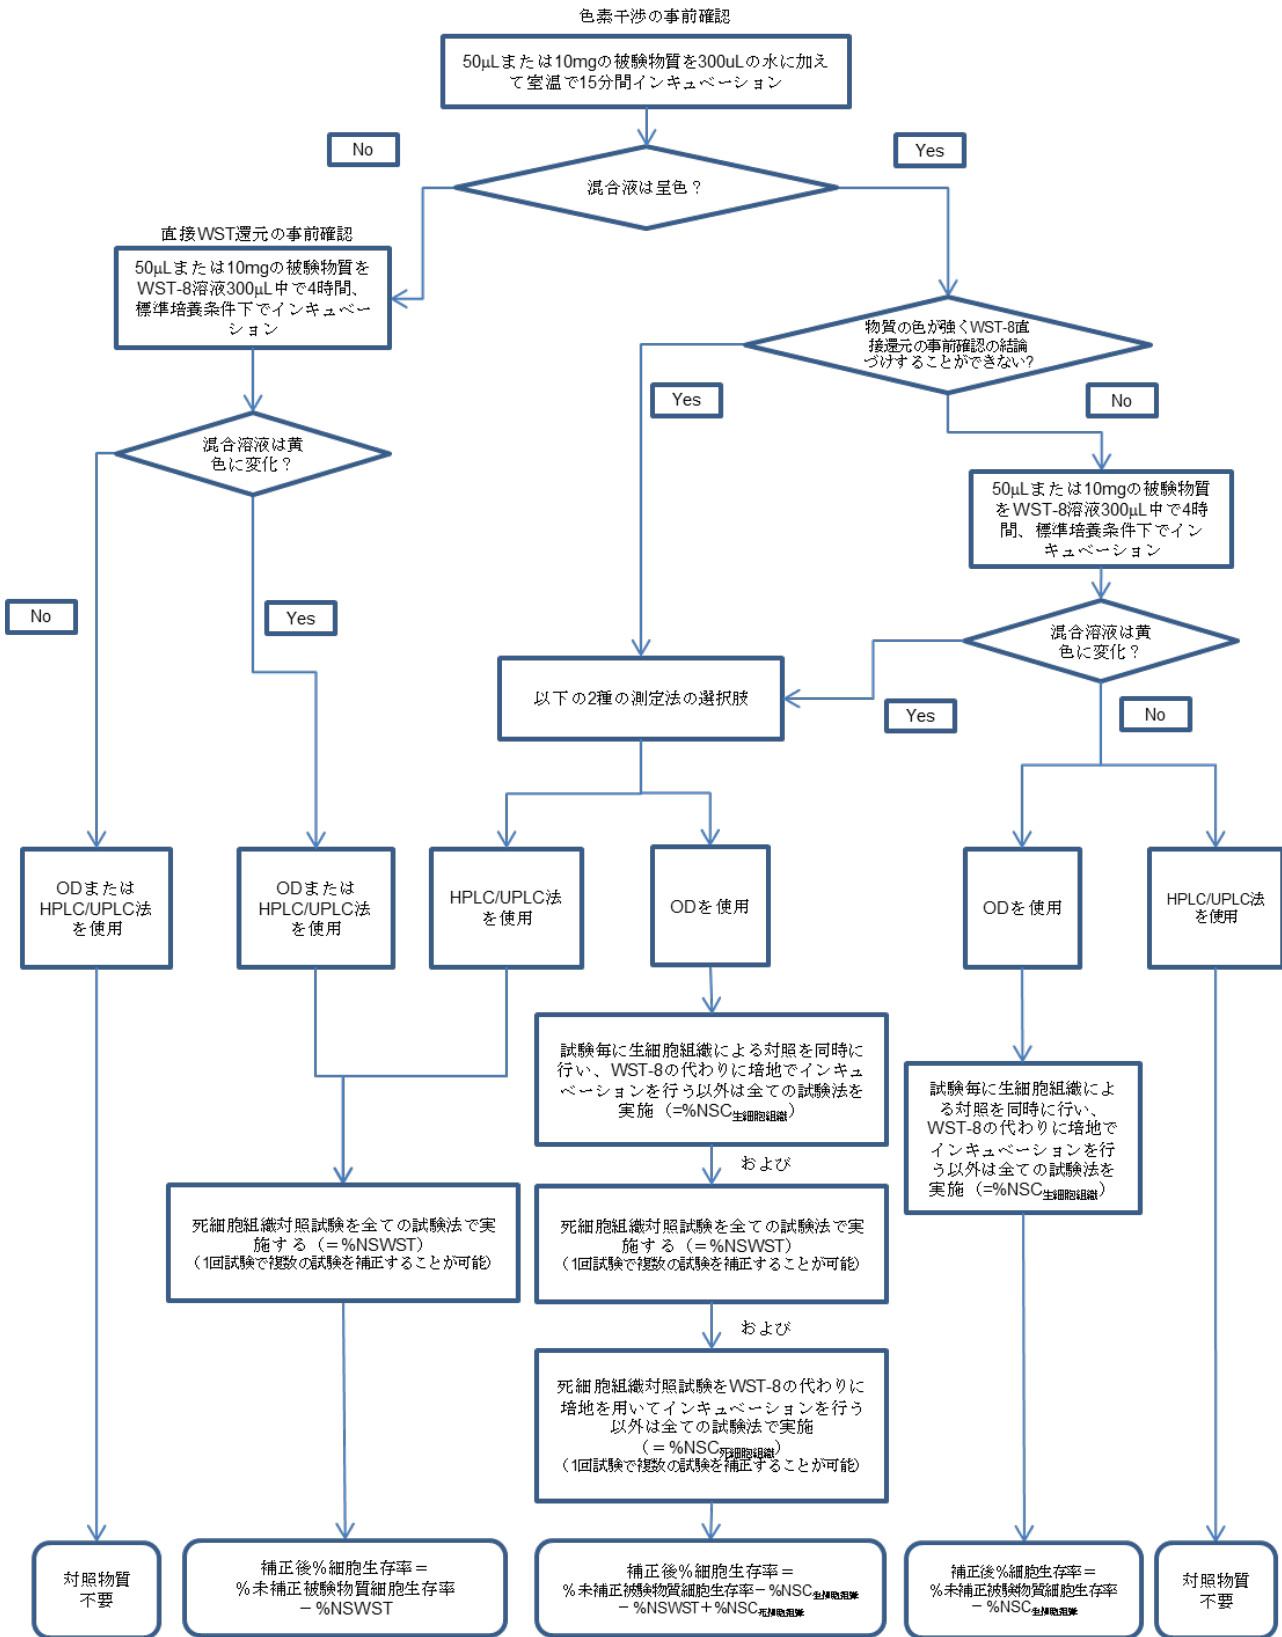 色素干渉の事前確認
50μLまたは10mgの被験物質を300uLの水に加え
て室温で15分間インキュベーション
No
Yes
混合液は呈色？
直接WST還元の事前確認
50μLまたは10mgの被験物質を
WST-8溶液300μL中で4時間、
標準培養条件下でインキュベー
ション
物質の色が強くWST-8直
接還元の事前確認の結論
づけすることができない?
Yes
No
混合溶液は黄
色に変化？
50μLまたは10mgの被験物質
をWST-8溶液300μL中で4時
間、標準培養条件下でイン
キュベーション
No
Yes
混合溶液は黄
色に変化？
以下の2種の測定法の選択肢
Yes
No
ODまたは
HPLC/UPLC法
を使用
ODまたは
HPLC/UPLC法
を使用
HPLC/UPLC法
を使用
ODを使用
ODを使用
HPLC/UPLC法
を使用
試験毎に生細胞組織による対照を同時に
行い、WST-8の代わりに培地でインキュ
ベーションを行う以外は全ての試験法を
実施（=%NSC生細胞組織）
試験毎に生細胞組織によ
る対照を同時に行い、
WST-8の代わりに培地で
インキュベーションを行
う以外は全ての試験法を
実施（=%NSC生細胞組織）
および
死細胞組織対照試験を全ての試験法で実
施する（＝%NSWST）
（1回試験で複数の試験を補正することが可能）
死細胞組織対照試験を全ての試験法で実
施する（＝%NSWST）
（1回試験で複数の試験を補正することが可能）
および
死細胞組織対照試験をWST-8の代わりに
培地を用いてインキュベーションを行う
以外は全ての試験法で実施
（＝%NSC死細胞組織）
（1回試験で複数の試験を補正することが可能）
対照物質
不要
補正後%細胞生存率＝
%未補正被験物質細胞生存率
－%NSWST
補正後%細胞生存率＝
%未補正被験物質細胞生存率－%NSC生細胞組織
－%NSWST＋%NSC死細胞組織
補正後%細胞生存率＝
%未補正被験物質細胞生存率
－%NSC生細胞組織
対照物質
不要